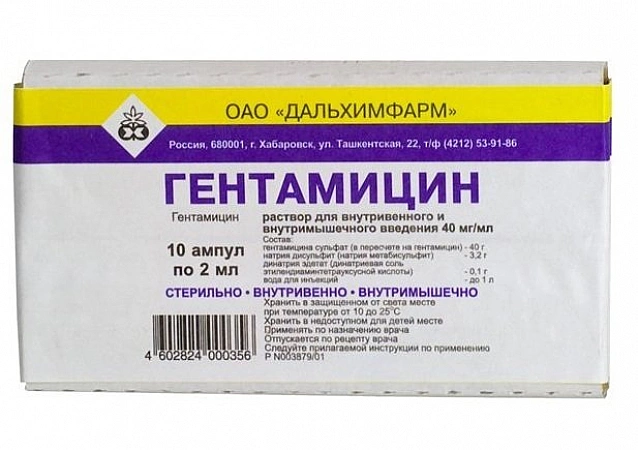 ОАО «ДАЛЬХИМФАРМ»
Россия, 680001, г. Хабаровск, ул. Ташкентская, 22, т/ф (4212) 53-91-86
ГЕНТАМИЦИН
Гентамицин
раствор для внутривенного и
внутримышечного введения 40 мг/мл
10 ампул
по 2 мл
Состав:
гентамицина сульфат (в пересчете на гентамицин) - 40 г
натрия дисульфит (натрия метабисульфит) - 3,2 г
динатрия эдетат (динатриевая соль
этилендиаминтетрауксусной кислоты) - 0,1 г
вода для инъекций - до 1 л
СТЕРИЛЬНО • ВНУТРИВЕННО • ВНУТРИМЫШЕЧНО
Хранить в защищенном от света месте
при температуре от 10 до 25°С
Хранить в недоступном для детей месте
Применять по назначению врача
Отпускается по рецепту врача
Следуйте прилагаемой инструкции по применению
Р N003879/01
4 602824 000356